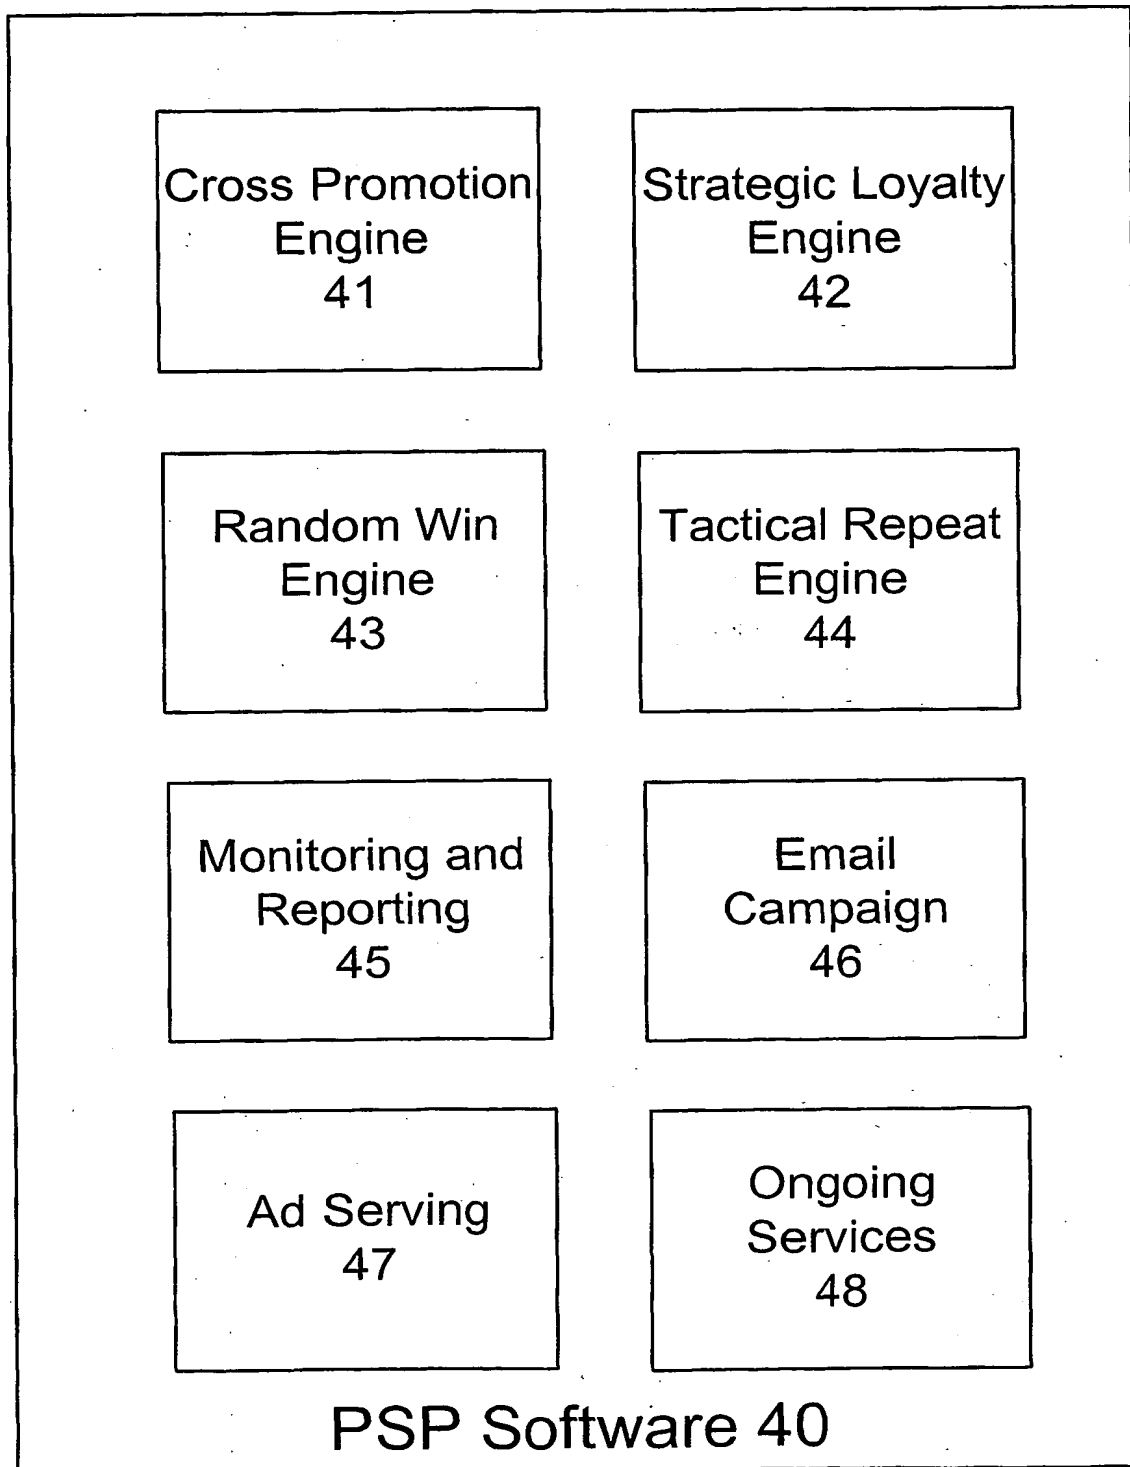 Cross Promotion
Engine
41
Strategic Loyalty
Engine
42
Random Win
Engine
43
Tactical Repeat
Engine
44
Monitoring and
Reporting
45
Email
Campaign
46
Ad Serving
47
Ongoing
Services
48
PSP Software 40